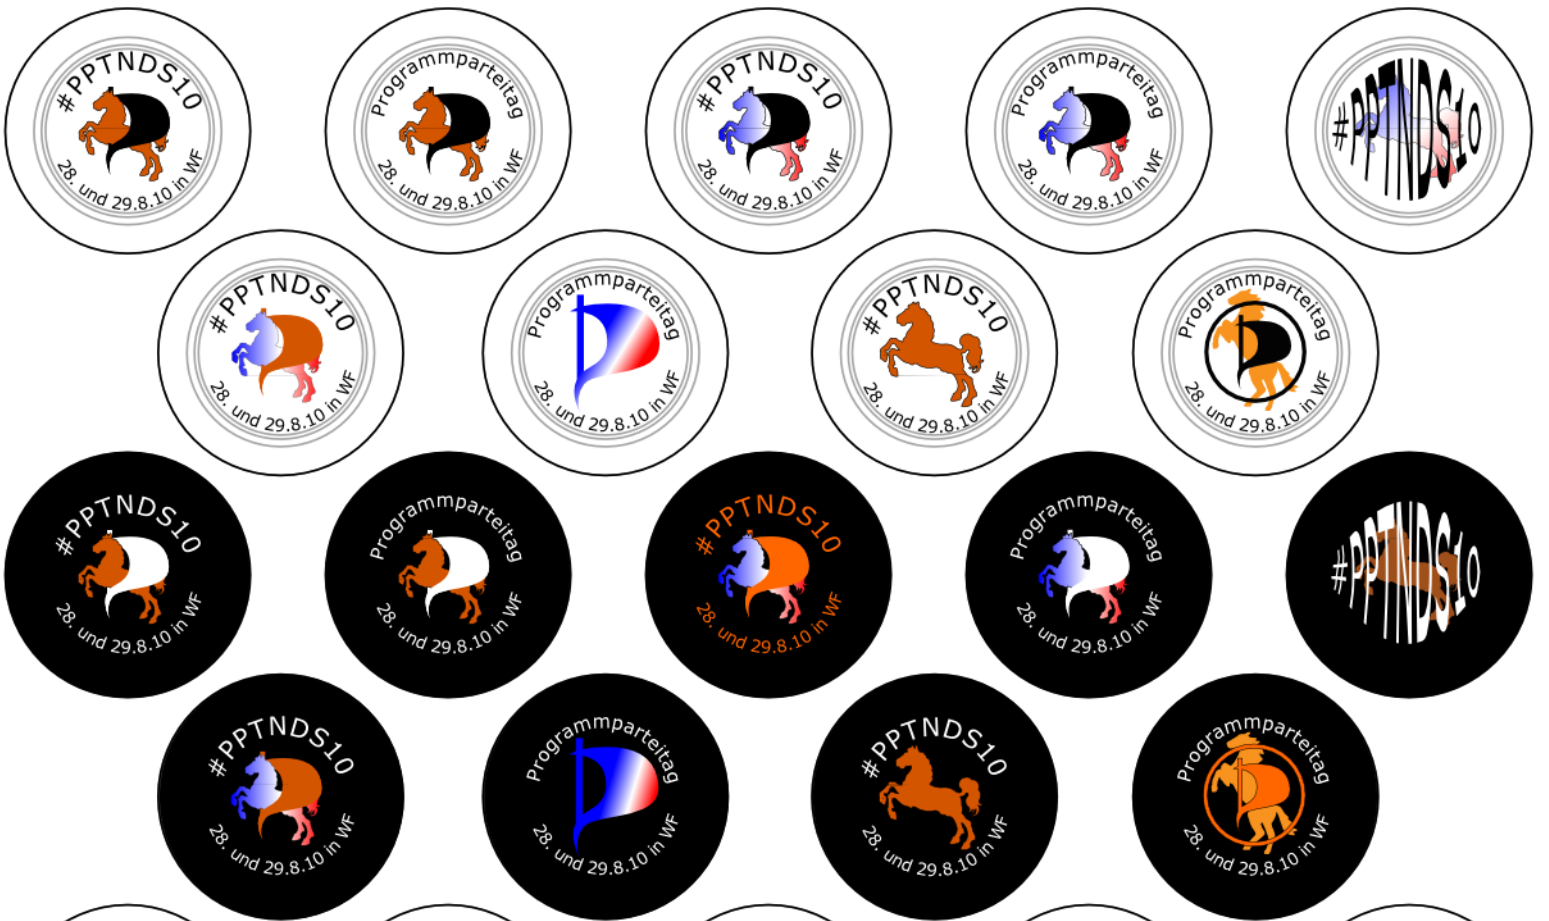 #PPTNDS10
28. und 29.8.10 in WF
Programmparteitag
28. und 29.8.10 in WF
#PPTNDS10
28. und 29.8.10 in WF
Programmparteitag
28. und 29.8.10 in WF
#PPTNDS10
#PPTNDS10
28. und 29.8.10 in WF
Programmparteitag
28. und 29.8.10 in WF
#PPTNDS10
28. und 29.8.10 in WF
Programmparteitag
28. und 29.8.10 in WF
#PPTNDS10
28. und 29.8.10 in WF
Programmparteitag
28. und 29.8.10 in WF
#PPTNDS10
28. und 29.8.10 in WF
Programmparteitag
28. und 29.8.10 in WF
#PPTNDS10
#PPTNDS10
28. und 29.8.10 in WF
Programmparteitag
28. und 29.8.10 in WF
#PPTNDS10
28. und 29.8.10 in WF
Programmparteitag
28. und 29.8.10 in WF